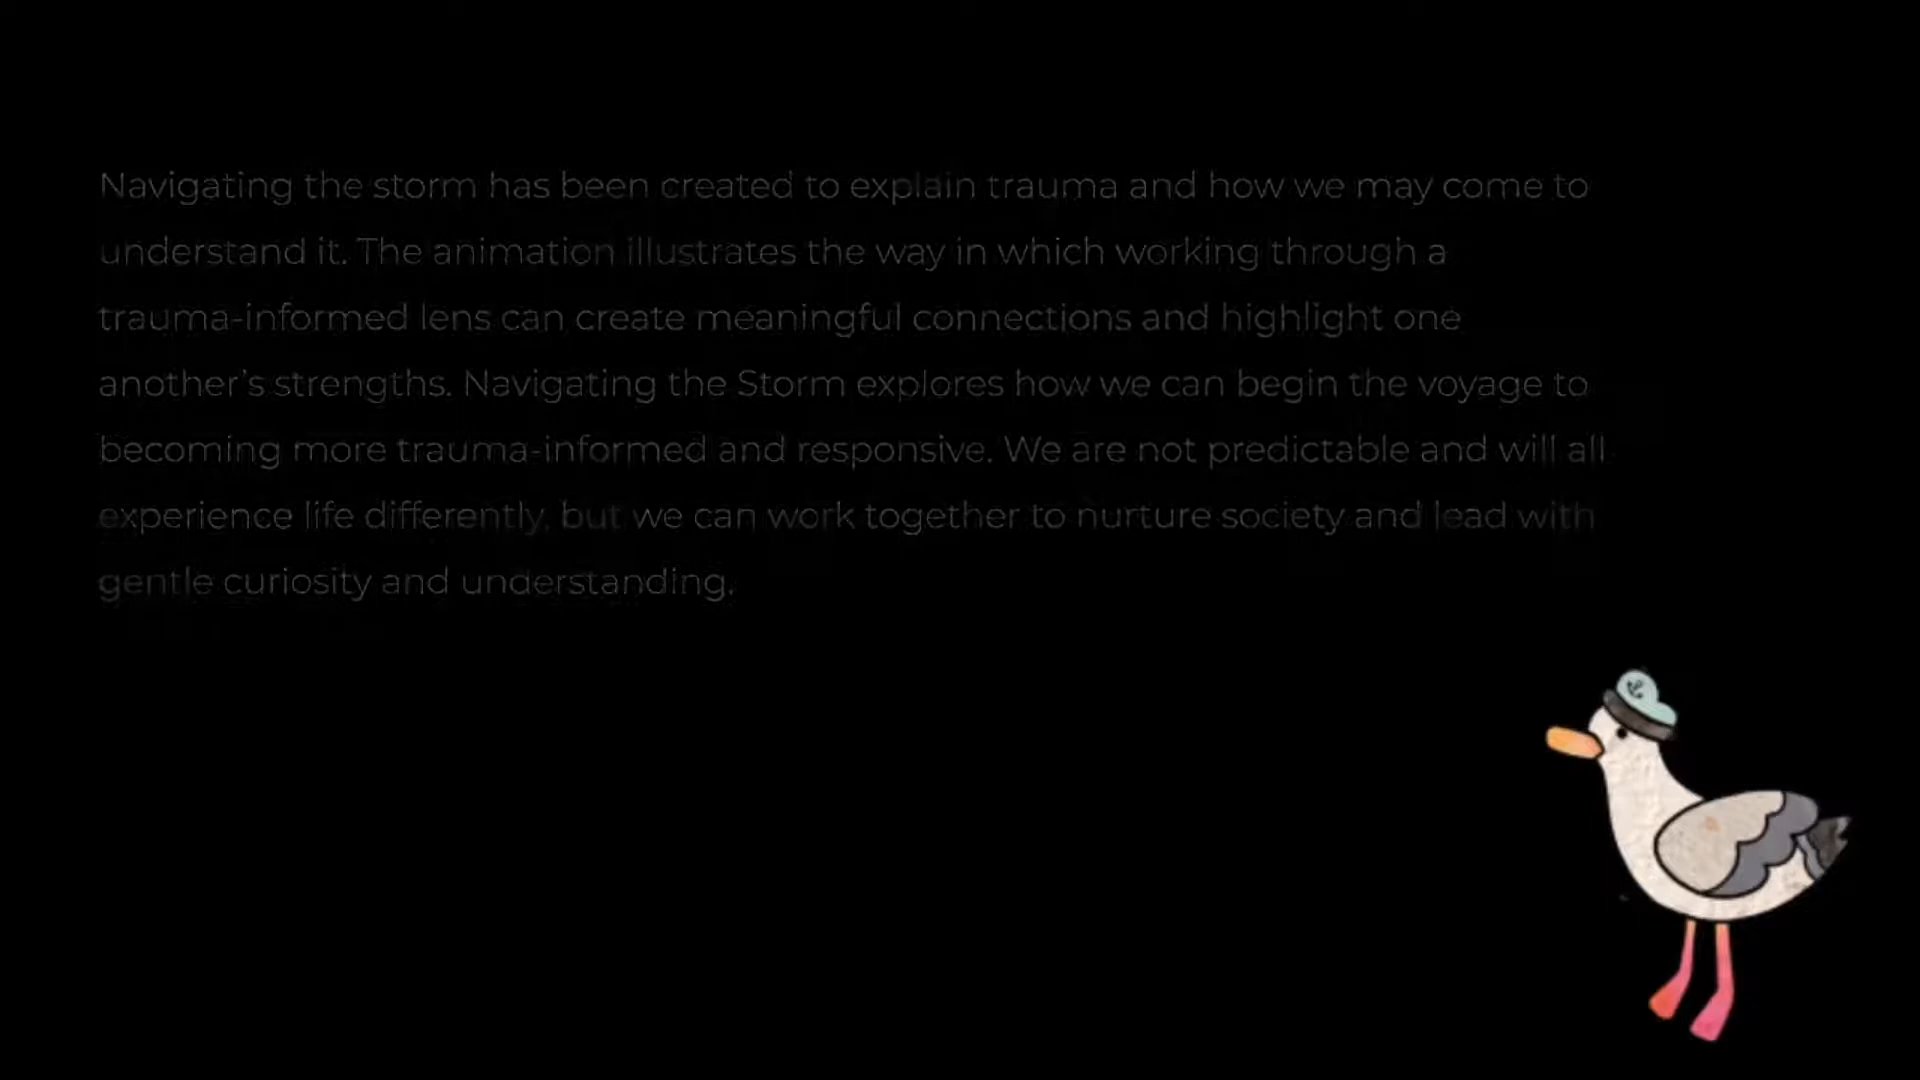 Navigating the storm has been created to explain trauma and how we may come to
understand it. The animation illustrates the way in which working through a
trauma-informed lens can create meaningful connections and highlight one
another’s strengths. Navigating the Storm explores how we can begin the voyage to
becoming more trauma-informed and responsive. We are not predictable and will all
experience life differently, but we can work together to nurture society and lead with
gentle curiosity and understanding.